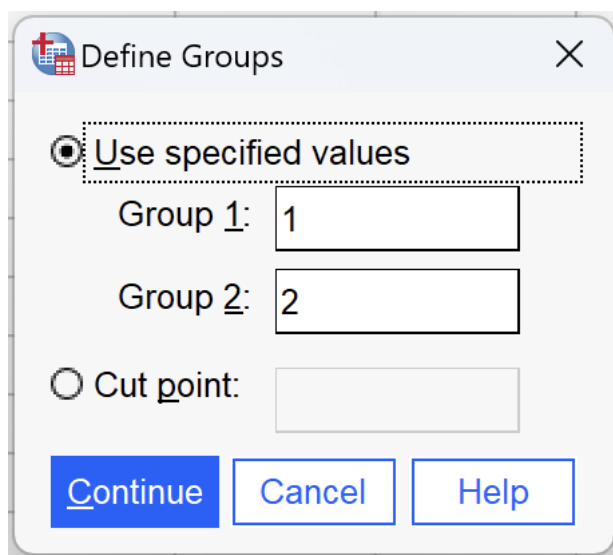 Define Groups
Use specified values
Group 1: 1
Group 2: 2
Cut point:
Continue Cancel Help